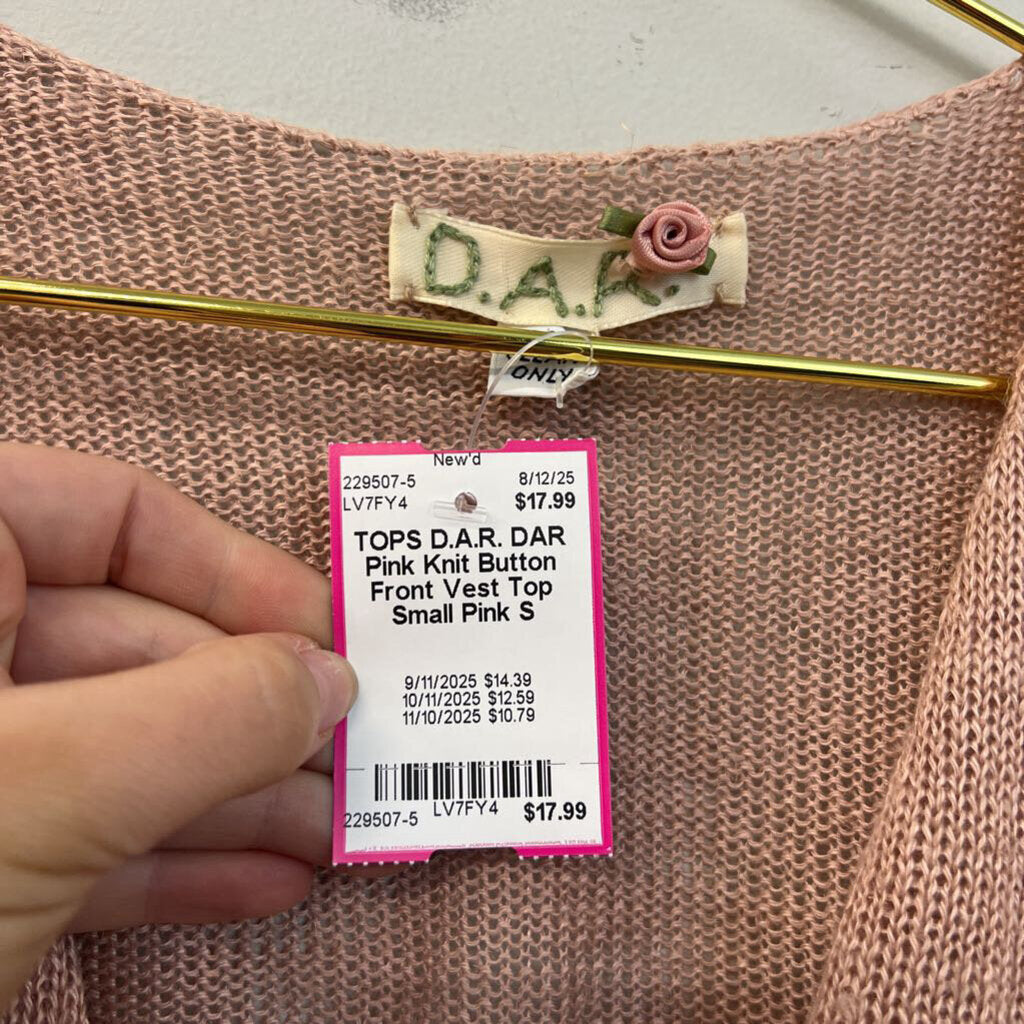 D.A.R.
ONLY
New'd
229507-5 8/12/25
LV7FY4 $17.99
TOPS D.A.R. DAR
Pink Knit Button
Front Vest Top
Small Pink S
9/11/2025 $14.39
10/11/2025 $12.59
11/10/2025 $10.79
229507-5 LV7FY4 $17.99